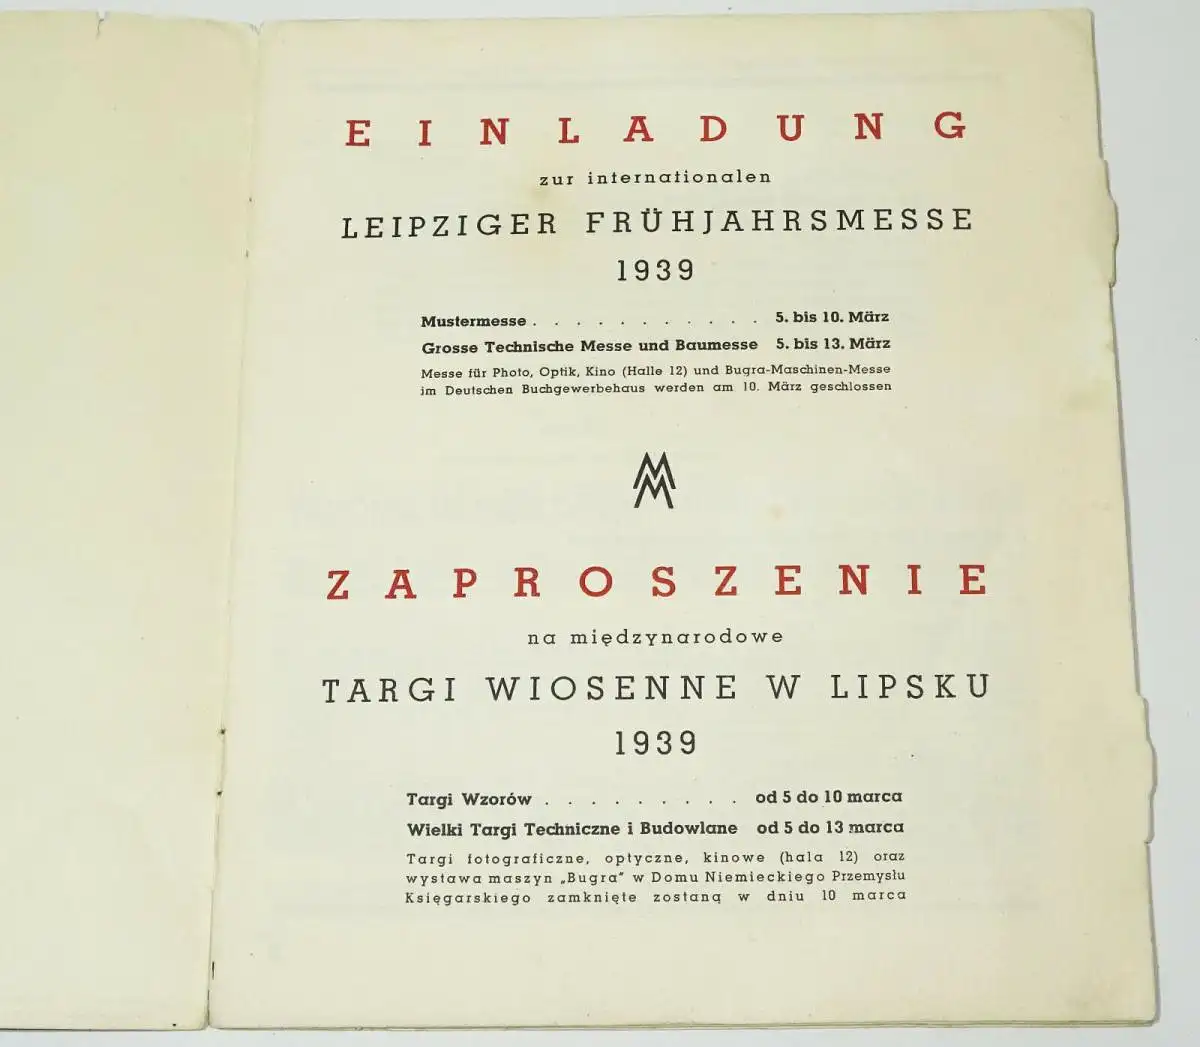 EINLADUNG
zur internationalen
LEIPZIGER FRÜHJAHRSMESSE
1939
Mustermesse . . . . . . . . . . . 5. bis 10. März
Grosse Technische Messe und Baumesse 5. bis 13. März
Messe für Photo, Optik, Kino (Halle 12) und Bugra-Maschinen-Messe
im Deutschen Buchgewerbehaus werden am 10. März geschlossen
MM
ZAPROSZENIE
na międzynarodowe
TARGI WIOSENNE W LIPSKU
1939
Targi Wzorów . . . . . . . . . od 5 do 10 marca
Wielki Targi Techniczne i Budowlane od 5 do 13 marca
Targi fotograficzne, optyczne, kinowe (hala 12) oraz
wystawa maszyn „Bugra" w Domu Niemieckiego Przemysłu
Księgarskiego zamknięte zostaną w dniu 10 marca